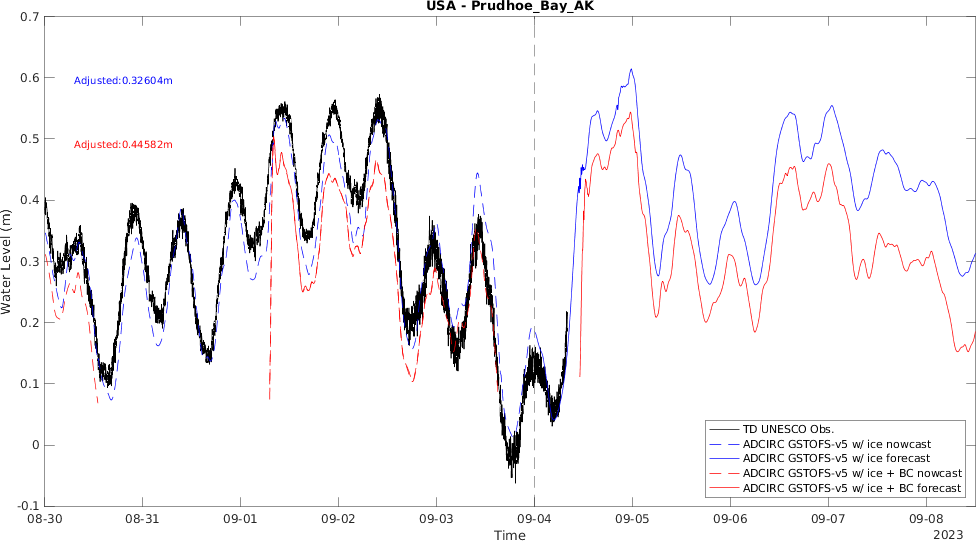 USA - Prudhoe_Bay_AK
0.7
0.6
0.5
0.4
0.3
0.2
0.1
0
-0.1
Water Level (m)
Adjusted:0.32604m
Adjusted:0.44582m
TD UNESCO Obs.
ADCIRC GSTOFS-v5 w/ ice nowcast
ADCIRC GSTOFS-v5 w/ ice forecast
ADCIRC GSTOFS-v5 w/ ice + BC nowcast
ADCIRC GSTOFS-v5 w/ ice + BC forecast
08-30 08-31 09-01 09-02 09-03 09-04 09-05 09-06 09-07 09-08
Time
2023